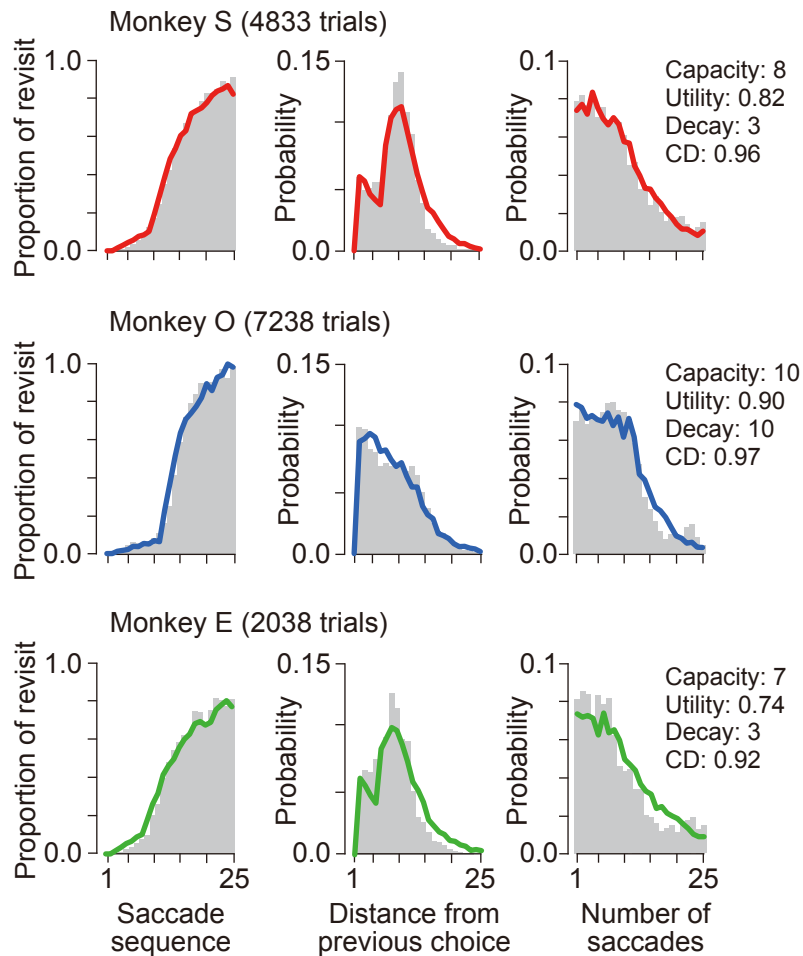 Monkey S (4833 trials)
Proportion of revisit
1.0
0.0
Probability
0.15
0.0
Probability
0.1
0.0
Capacity: 8
Utility: 0.82
Decay: 3
CD: 0.96
Monkey O (7238 trials)
Proportion of revisit
1.0
0.0
Probability
0.15
0.0
Probability
0.1
0.0
Capacity: 10
Utility: 0.90
Decay: 10
CD: 0.97
Monkey E (2038 trials)
Proportion of revisit
1.0
0.0
Probability
0.15
0.0
Probability
0.1
0.0
Capacity: 7
Utility: 0.74
Decay: 3
CD: 0.92
1 25
Saccade
sequence
1 25
Distance from
previous choice
1 25
Number of
saccades